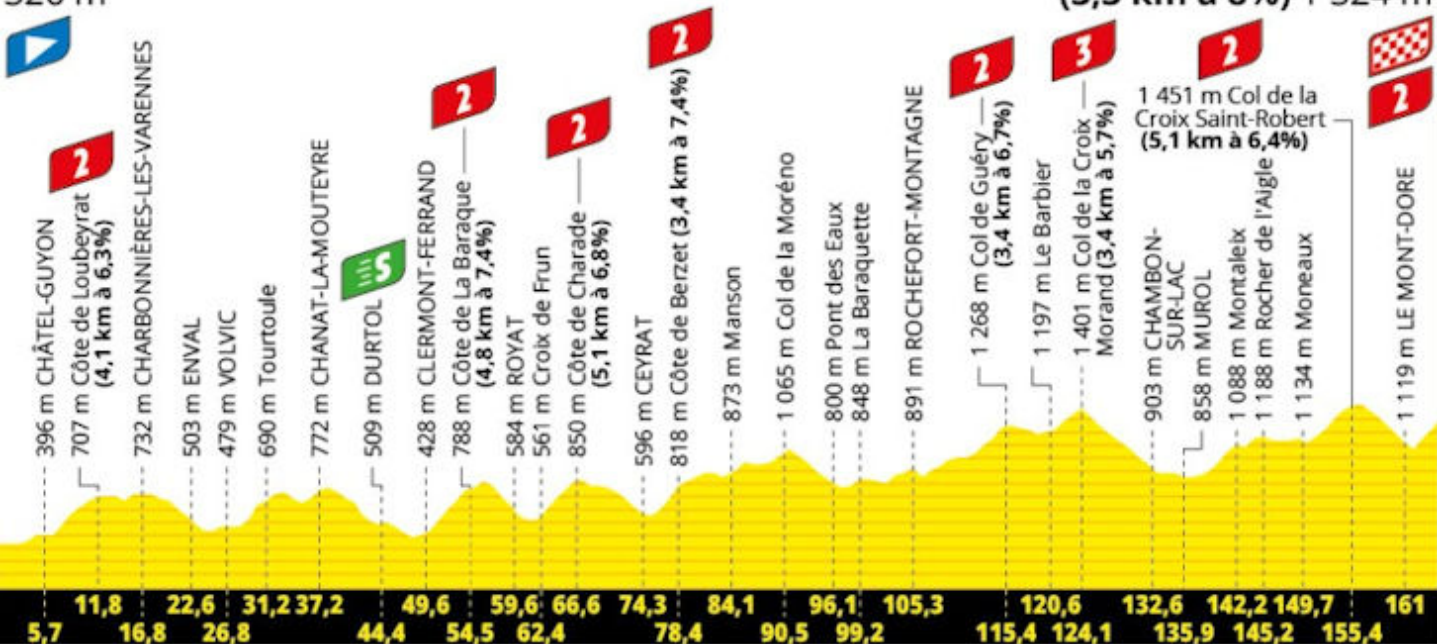 (3,3 km à 8%) 1 324 m
2
396 m CHÂTEL-GUYON
707 m Côte de Loubeyrat
(4,1 km à 6,3%)
732 m CHARBONNIÈRES-LES-VARENNES
503 m ENVAL
479 m VOLVIC
690 m Tourtoule
772 m CHANAT-LA-MOUTEYRE
S
509 m DURTOL
428 m CLERMONT-FERRAND
2
788 m Côte de La Baraque
(4,8 km à 7,4%)
584 m ROYAT
561 m Croix de Frun
2
850 m Côte de Charade
(5,1 km à 6,8%)
596 m CEYRAT
2
818 m Côte de Berzet (3,4 km à 7,4%)
873 m Manson
1 065 m Col de la Moréno
800 m Pont des Eaux
848 m La Baraquette
891 m ROCHEFORT-MONTAGNE
2
1 268 m Col de Guéry
(3,4 km à 6,7%)
1 197 m Le Barbier
3
1 401 m Col de la Croix
Morand (3,4 km à 5,7%)
903 m CHAMBON-
SUR-LAC
858 m MUROL
1 088 m Montaleix
1 188 m Rocher de l'Aigle
1 134 m Moneaux
2
1 451 m Col de la
Croix Saint-Robert
(5,1 km à 6,4%)
2
1 119 m LE MONT-DORE
11,8 22,6 31,2 37,2 49,6 59,6 66,6 74,3 84,1 96,1 105,3 120,6 132,6 142,2 149,7 161
5,7 16,8 26,8 44,4 54,5 62,4 78,4 90,5 99,2 115,4 124,1 135,9 145,2 155,4